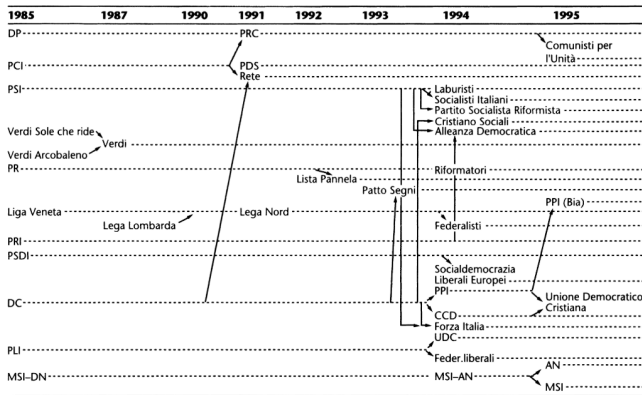 1985 1987 1990 1991 1992 1993 1994 1995
DP PRC
Comunisti per
l'Unità
PCI PDS
Rete
PSI Laburisti
Socialisti Italiani
Partito Socialista Riformista
Cristiano Sociali
Verdi Sole che ride Alleanza Democratica
Verdi
Verdi Arcobaleno
PR Riformatori
Lista Pannela
Patto Segni
PPI (Bia)
Liga Veneta Lega Nord
Lega Lombarda Federalisti
PRI
PSDI
Socialdemocrazia
Liberali Europei
PPI
Unione Democratico
DC Cristiana
CCD
Forza Italia
UDC
PLI
Feder.liberali
AN
MSI–DN MSI–AN
MSI